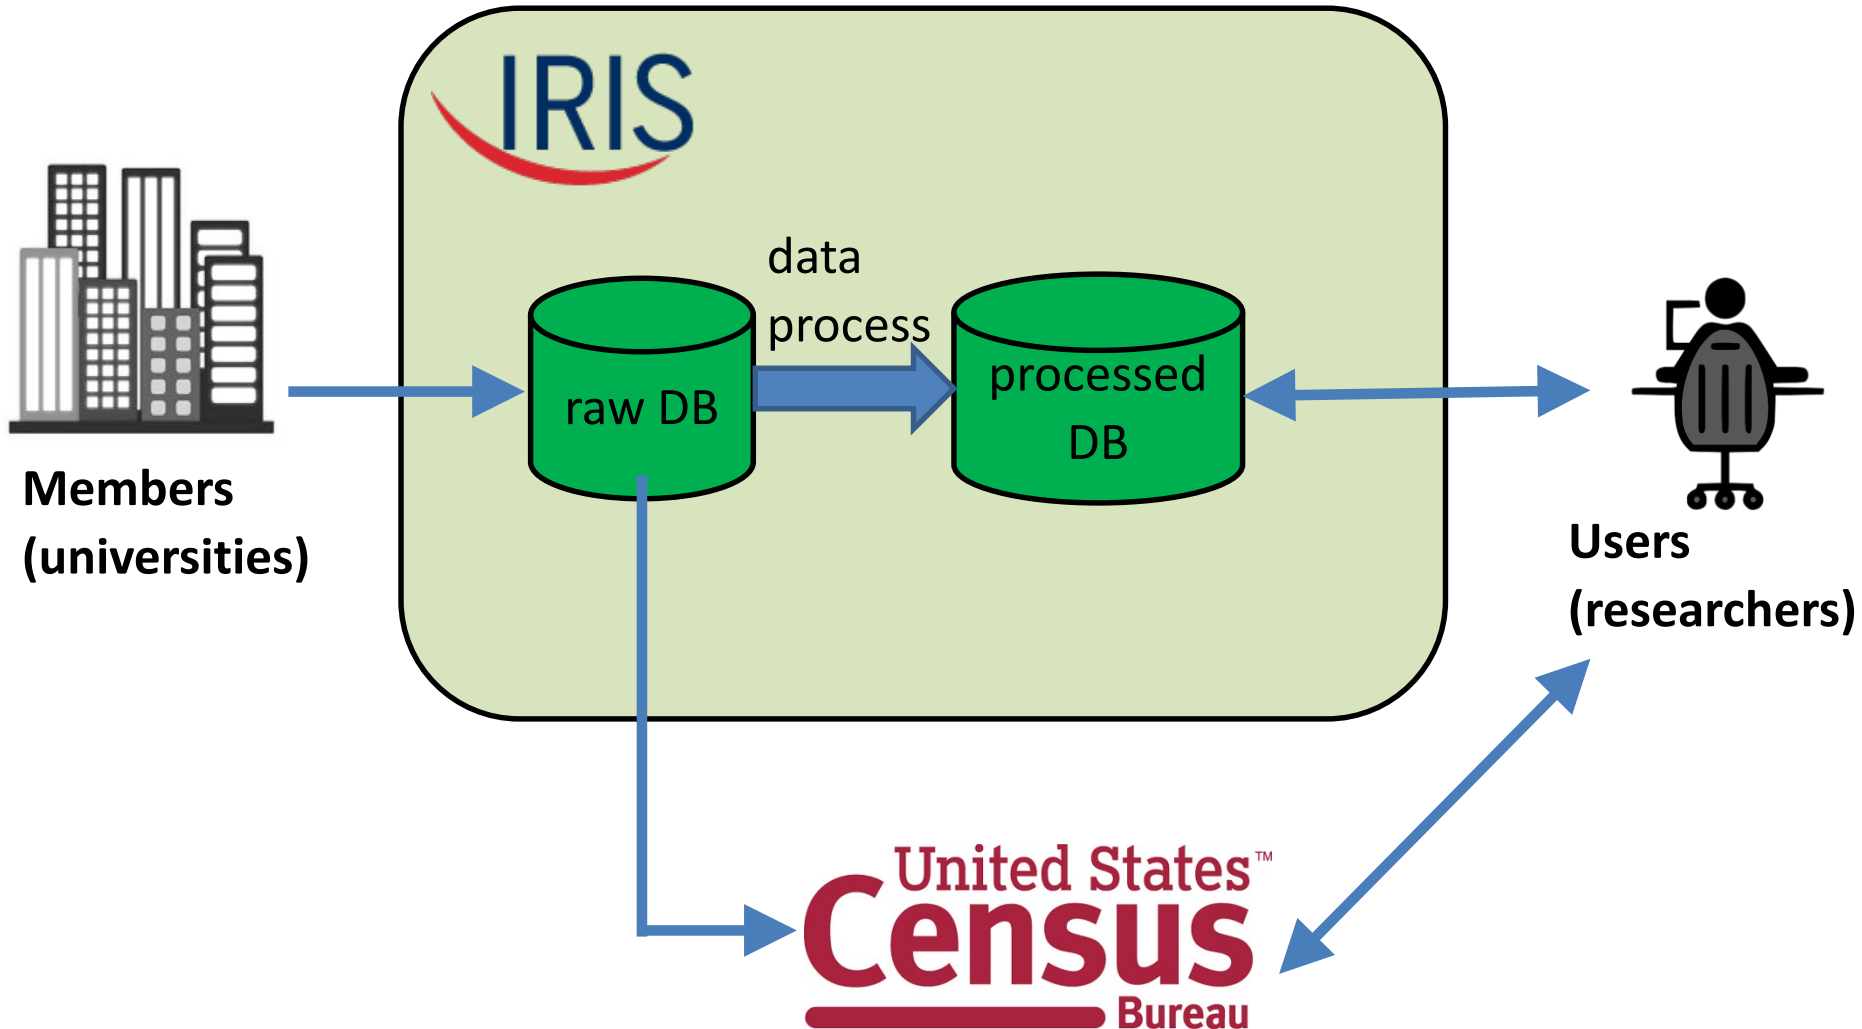 IRIS
data
process
raw DB
processed
DB
Members
(universities)
Users
(researchers)
United States™
Census
Bureau